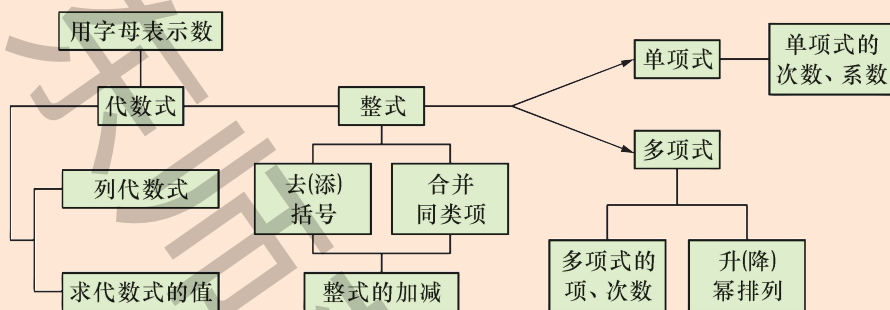 用字母表示数
代数式
整式
单项式
单项式的
次数、系数
多项式
列代数式
去(添)
括号
合并
同类项
求代数式的值
整式的加减
多项式的
项、次数
升(降)
幂排列
东师